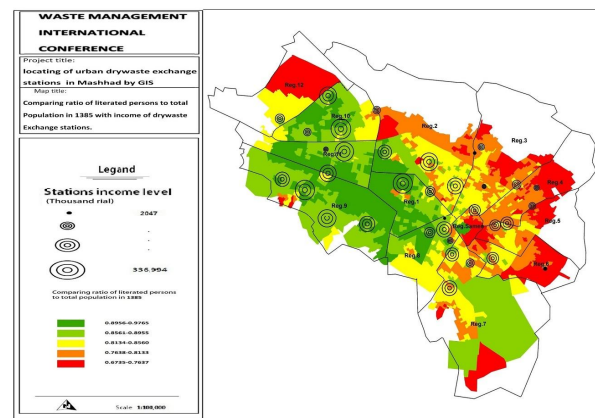 WASTE MANAGEMENT
INTERNATIONAL
CONFERENCE
Project title:
locating of urban drywaste exchange
stations in Mashhad by GIS
Map title:
Comparing ratio of literated persons to total
Population in 1385 with income of drywaste
Exchange stations.
Legand
Stations income level
(Thousand rial)
2047
.
.
336,994
Comparing ratio of literated persons
to total population in 1385
0.8956-0.9765
0.8561-0.8955
0.8134-0.8560
0.7638-0.8133
0.6735-0.7637
Scale 1:100,000
Reg.12
Reg.10
Reg.2
Reg.3
Reg.11
Reg.4
Reg.1
Reg.9
Reg.5
Reg.8
Reg.6
Reg.7